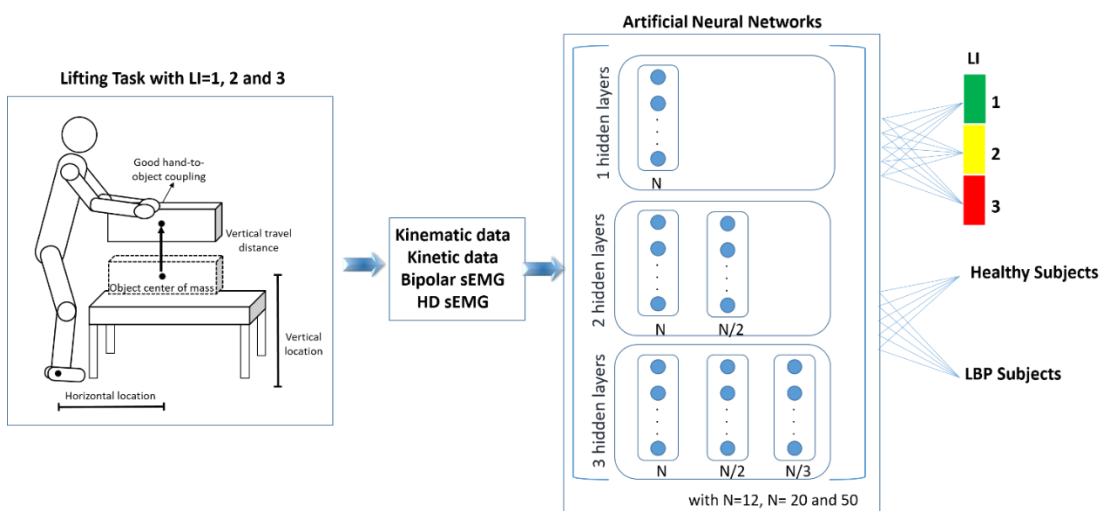 Lifting Task with LI=1, 2 and 3
Good hand-to-
object coupling
Vertical travel
distance
Object center of mass
Vertical
location
Horizontal location
Kinematic data
Kinetic data
Bipolar sEMG
HD sEMG
Artificial Neural Networks
1 hidden layers
N
2 hidden layers
N
N/2
3 hidden layers
N
N/2
N/3
with N=12, N= 20 and 50
LI
1
2
3
Healthy Subjects
LBP Subjects